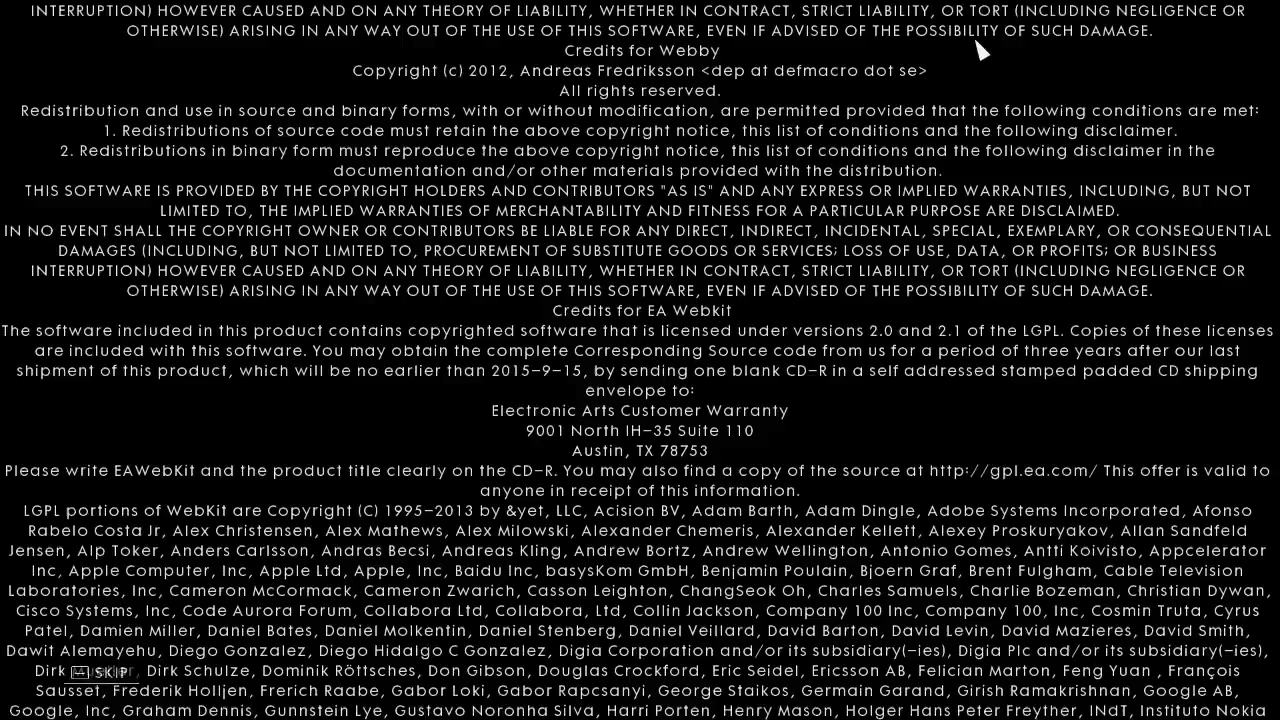 INTERRUPTION) HOWEVER CAUSED AND ON ANY THEORY OF LIABILITY, WHETHER IN CONTRACT, STRICT LIABILITY, OR TORT (INCLUDING NEGLIGENCE OR
OTHERWISE) ARISING IN ANY WAY OUT OF THE USE OF THIS SOFTWARE, EVEN IF ADVISED OF THE POSSIBILITY OF SUCH DAMAGE.
Credits for Webby
Copyright (c) 2012, Andreas Fredriksson <dep at defmacro dot se>
All rights reserved.
Redistribution and use in source and binary forms, with or without modification, are permitted provided that the following conditions are met:
1. Redistributions of source code must retain the above copyright notice, this list of conditions and the following disclaimer.
2. Redistributions in binary form must reproduce the above copyright notice, this list of conditions and the following disclaimer in the
documentation and/or other materials provided with the distribution.
THIS SOFTWARE IS PROVIDED BY THE COPYRIGHT HOLDERS AND CONTRIBUTORS "AS IS" AND ANY EXPRESS OR IMPLIED WARRANTIES, INCLUDING, BUT NOT
LIMITED TO, THE IMPLIED WARRANTIES OF MERCHANTABILITY AND FITNESS FOR A PARTICULAR PURPOSE ARE DISCLAIMED.
IN NO EVENT SHALL THE COPYRIGHT OWNER OR CONTRIBUTORS BE LIABLE FOR ANY DIRECT, INDIRECT, INCIDENTAL, SPECIAL, EXEMPLARY, OR CONSEQUENTIAL
DAMAGES (INCLUDING, BUT NOT LIMITED TO, PROCUREMENT OF SUBSTITUTE GOODS OR SERVICES; LOSS OF USE, DATA, OR PROFITS; OR BUSINESS
INTERRUPTION) HOWEVER CAUSED AND ON ANY THEORY OF LIABILITY, WHETHER IN CONTRACT, STRICT LIABILITY, OR TORT (INCLUDING NEGLIGENCE OR
OTHERWISE) ARISING IN ANY WAY OUT OF THE USE OF THIS SOFTWARE, EVEN IF ADVISED OF THE POSSIBILITY OF SUCH DAMAGE.
Credits for EA Webkit
The software included in this product contains copyrighted software that is licensed under versions 2.0 and 2.1 of the LGPL. Copies of these licenses
are included with this software. You may obtain the complete Corresponding Source code from us for a period of three years after our last
shipment of this product, which will be no earlier than 2015-9-15, by sending one blank CD-R in a self addressed stamped padded CD shipping
envelope to:
Electronic Arts Customer Warranty
9001 North IH-35 Suite 110
Austin, TX 78753
Please write EAWebKit and the product title clearly on the CD-R. You may also find a copy of the source at http://gpl.ea.com/ This offer is valid to
anyone in receipt of this information.
LGPL portions of WebKit are Copyright (C) 1995-2013 by &yet, LLC, Acision BV, Adam Barth, Adam Dingle, Adobe Systems Incorporated, Afonso
Rabelo Costa Jr, Alex Christensen, Alex Mathews, Alex Milowski, Alexander Chemeris, Alexander Kellett, Alexey Proskuryakov, Allan Sandfeld
Jensen, Alp Toker, Anders Carlsson, Andras Becsi, Andreas Kling, Andrew Bortz, Andrew Wellington, Antonio Gomes, Antti Koivisto, Appcelerator
Inc, Apple Computer, Inc, Apple Ltd, Apple, Inc, Baidu Inc, basysKom GmbH, Benjamin Poulain, Bjoern Graf, Brent Fulgham, Cable Television
Laboratories, Inc, Cameron McCormack, Cameron Zwarich, Casson Leighton, ChangSeok Oh, Charles Samuels, Charlie Bozeman, Christian Dywan,
Cisco Systems, Inc, Code Aurora Forum, Collabora Ltd, Collabora, Ltd, Collin Jackson, Company 100 Inc, Company 100, Inc, Cosmin Truta, Cyrus
Patel, Damien Miller, Daniel Bates, Daniel Molkentin, Daniel Stenberg, Daniel Veillard, David Barton, David Levin, David Mazieres, David Smith,
Dawit Alemayehu, Diego Gonzalez, Diego Hidalgo C Gonzalez, Digia Corporation and/or its subsidiary(-ies), Digia Plc and/or its subsidiary(-ies),
Dirk SKIP, Dirk Schulze, Dominik Röttsches, Don Gibson, Douglas Crockford, Eric Seidel, Ericsson AB, Felician Marton, Feng Yuan , François
Sausset, Frederik Holljen, Frerich Raabe, Gabor Loki, Gabor Rapcsanyi, George Staikos, Germain Garand, Girish Ramakrishnan, Google AB,
Google, Inc, Graham Dennis, Gunnstein Lye, Gustavo Noronha Silva, Harri Porten, Henry Mason, Holger Hans Peter Freyther, INdT, Instituto Nokia